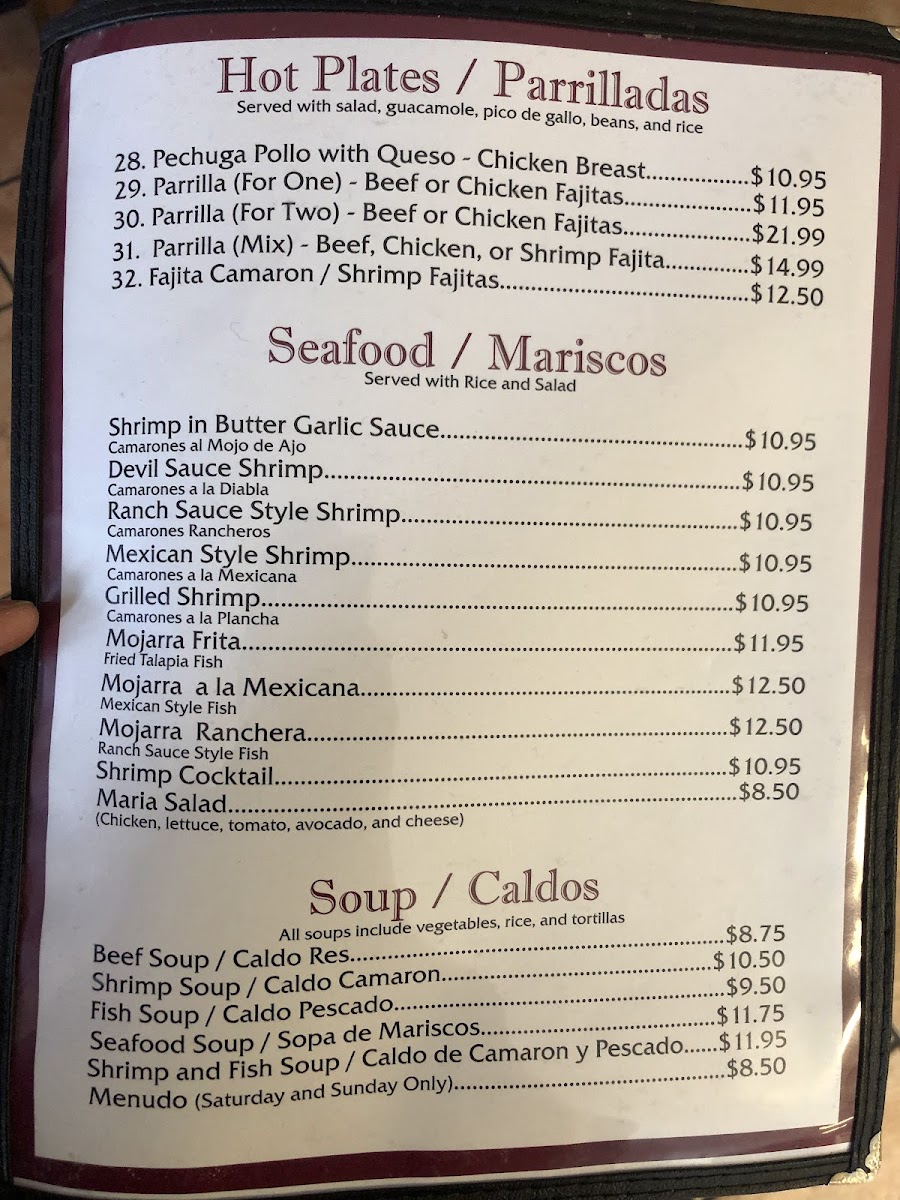 Hot Plates / Parrilladas
Served with salad, guacamole, pico de gallo, beans, and rice
28. Pechuga Pollo with Queso - Chicken Breast..................$10.95
29. Parrilla (For One) - Beef or Chicken Fajitas......................$11.95
30. Parrilla (For Two) - Beef or Chicken Fajitas......................$21.99
31. Parrilla (Mix) - Beef, Chicken, or Shrimp Fajita..............$14.99
32. Fajita Camaron / Shrimp Fajitas...........................................$12.50
Seafood / Mariscos
Served with Rice and Salad
Shrimp in Butter Garlic Sauce....................................................$10.95
Camarones al Mojo de Ajo
Devil Sauce Shrimp.......................................................................$10.95
Camarones a la Diabla
Ranch Sauce Style Shrimp..........................................................$10.95
Camarones Rancheros
Mexican Style Shrimp..................................................................$10.95
Camarones a la Mexicana
Grilled Shrimp.................................................................................$10.95
Camarones a la Plancha
Mojarra Frita....................................................................................$11.95
Fried Talapia Fish
Mojarra a la Mexicana................................................................$12.50
Mexican Style Fish
Mojarra Ranchera.........................................................................$12.50
Ranch Sauce Style Fish
Shrimp Cocktail..............................................................................$10.95
Maria Salad.......................................................................................$8.50
(Chicken, lettuce, tomato, avocado, and cheese)
Soup / Caldos
All soups include vegetables, rice, and tortillas
Beef Soup / Caldo Res.................................................................$8.75
Shrimp Soup / Caldo Camaron...............................................$10.50
Fish Soup / Caldo Pescado.........................................................$9.50
Seafood Soup / Sopa de Mariscos.........................................$11.75
Shrimp and Fish Soup / Caldo de Camaron y Pescado......$11.95
Menudo (Saturday and Sunday Only)...............................................$8.50